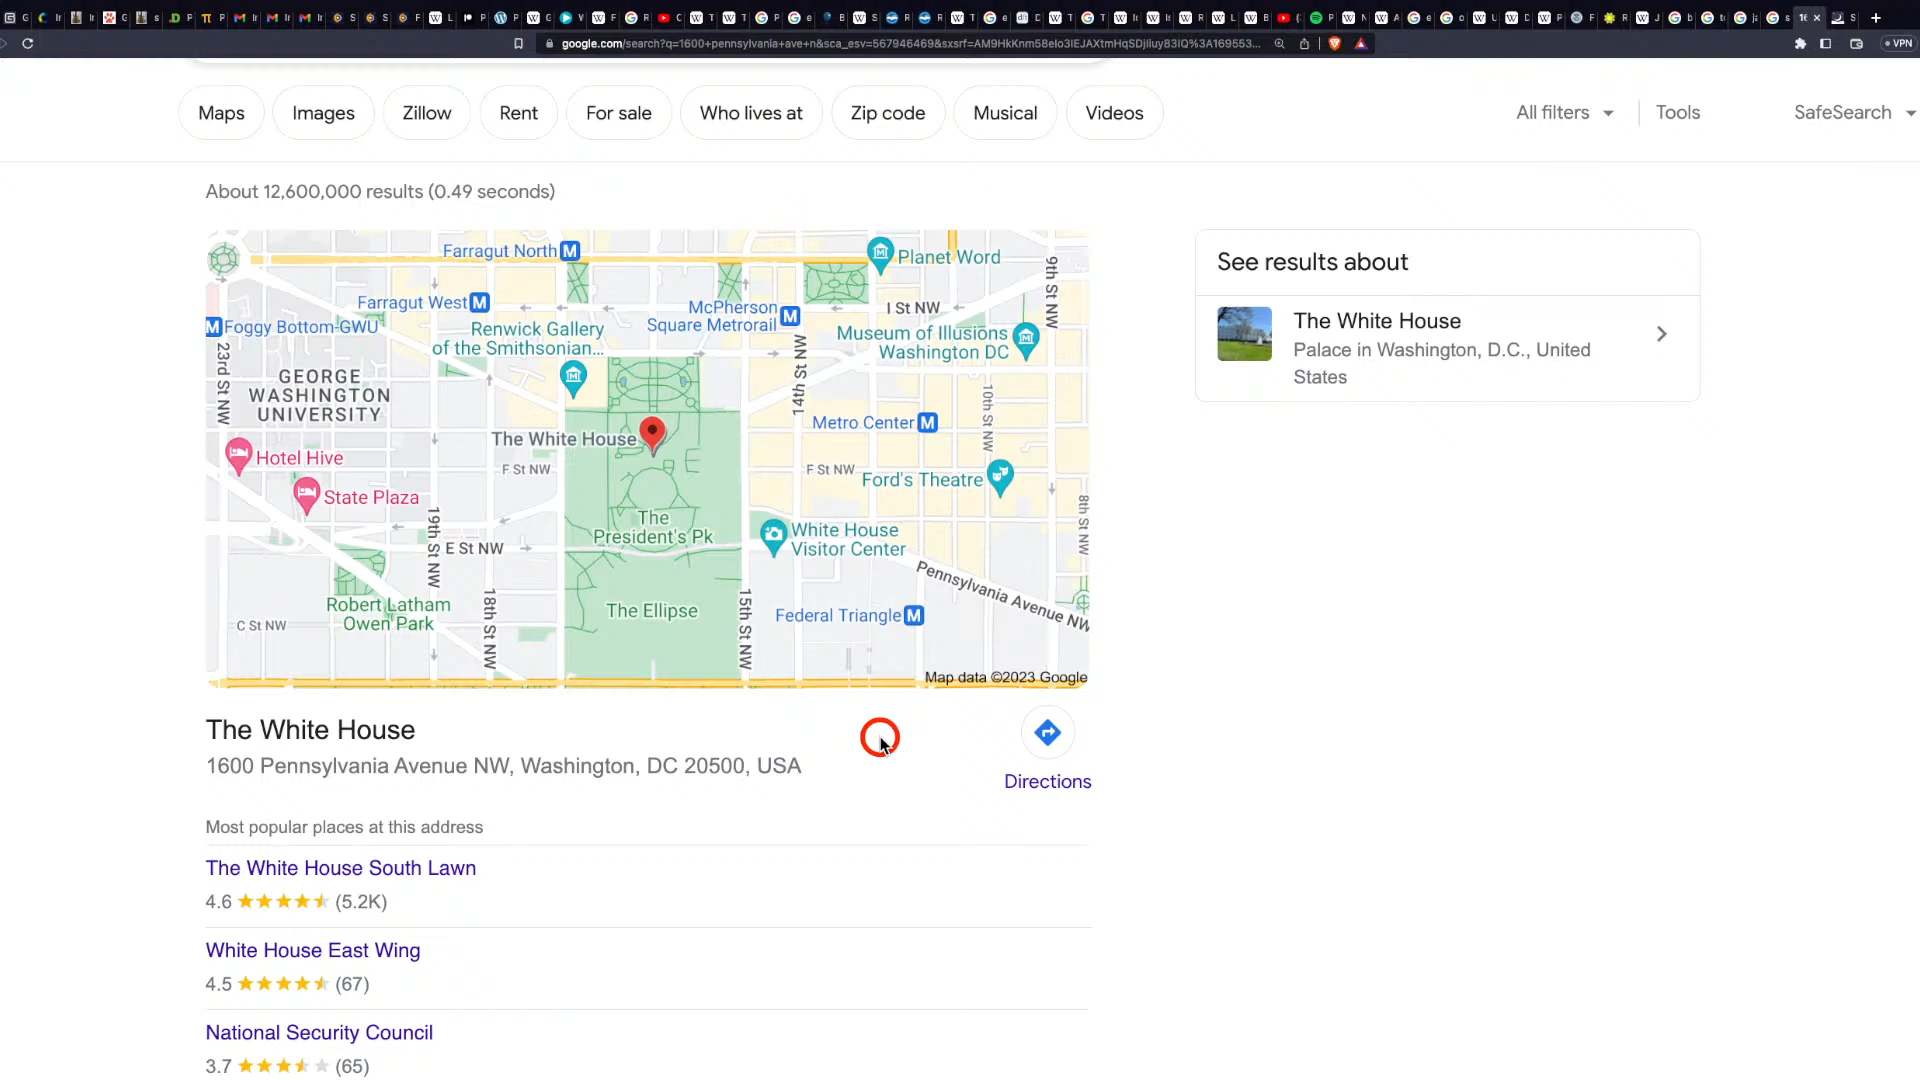 google.com/search?q=1600+pennsylvania+ave+n&sca_esv=567946469&sxsrf=AM9HkKnm58elo3IEJAXtmHqSDjIiuy83IQ%3A169553...
VPN
Maps
Images
Zillow
Rent
For sale
Who lives at
Zip code
Musical
Videos
All filters
Tools
SafeSearch
About 12,600,000 results (0.49 seconds)
Farragut North M
Planet Word
9th St NW
Farragut West M
McPherson
Square Metrorail M
I St NW
M Foggy Bottom-GWU
Renwick Gallery
of the Smithsonian...
Museum of Illusions
Washington DC
23rd St NW
GEORGE
WASHINGTON
UNIVERSITY
14th St NW
10th St NW
Metro Center M
The White House
Hotel Hive
F St NW
F St NW
Ford's Theatre
State Plaza
8th St NW
19th St NW
E St NW
The
President's Pk
White House
Visitor Center
Pennsylvania Avenue NW
Robert Latham
Owen Park
18th St NW
The Ellipse
15th St NW
Federal Triangle M
C St NW
Map data ©2023 Google
See results about
The White House
Palace in Washington, D.C., United
States
The White House
1600 Pennsylvania Avenue NW, Washington, DC 20500, USA
Directions
Most popular places at this address
The White House South Lawn
4.6 (5.2K)
White House East Wing
4.5 (67)
National Security Council
3.7 (65)